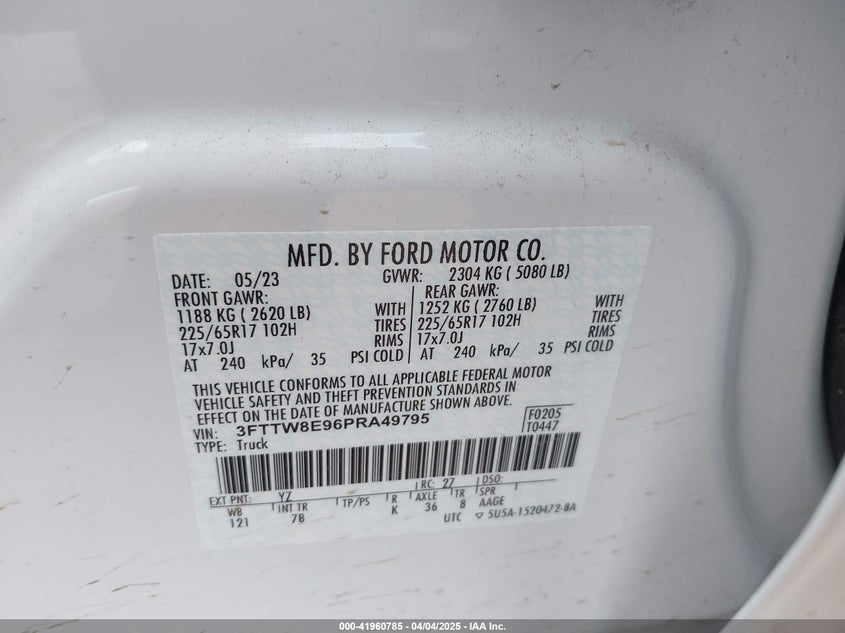 MFD. BY FORD MOTOR CO.
DATE: 05/23 GVWR: 2304 KG ( 5080 LB)
FRONT GAWR: REAR GAWR:
1188 KG ( 2620 LB) WITH 1252 KG ( 2760 LB) WITH
225/65R17 102H TIRES 225/65R17 102H TIRES
17x7.0J RIMS 17x7.0J RIMS
AT 240 kPa/ 35 PSI COLD AT 240 kPa/ 35 PSI COLD
THIS VEHICLE CONFORMS TO ALL APPLICABLE FEDERAL MOTOR
VEHICLE SAFETY AND THEFT PREVENTION STANDARDS IN
EFFECT ON THE DATE OF MANUFACTURE SHOWN ABOVE.
VIN: 3FTTW8E96PRA49795 F0205
TYPE: Truck T0447
EXT PNT: YZ RC: 27 DSO:
WB INT TR TP/PS R AXLE TR SPR
121 7B K 36 8 AAGE
UTC ▽ 5U5A-1520472-BA
000-41960785 - 04/04/2025 - IAA Inc.